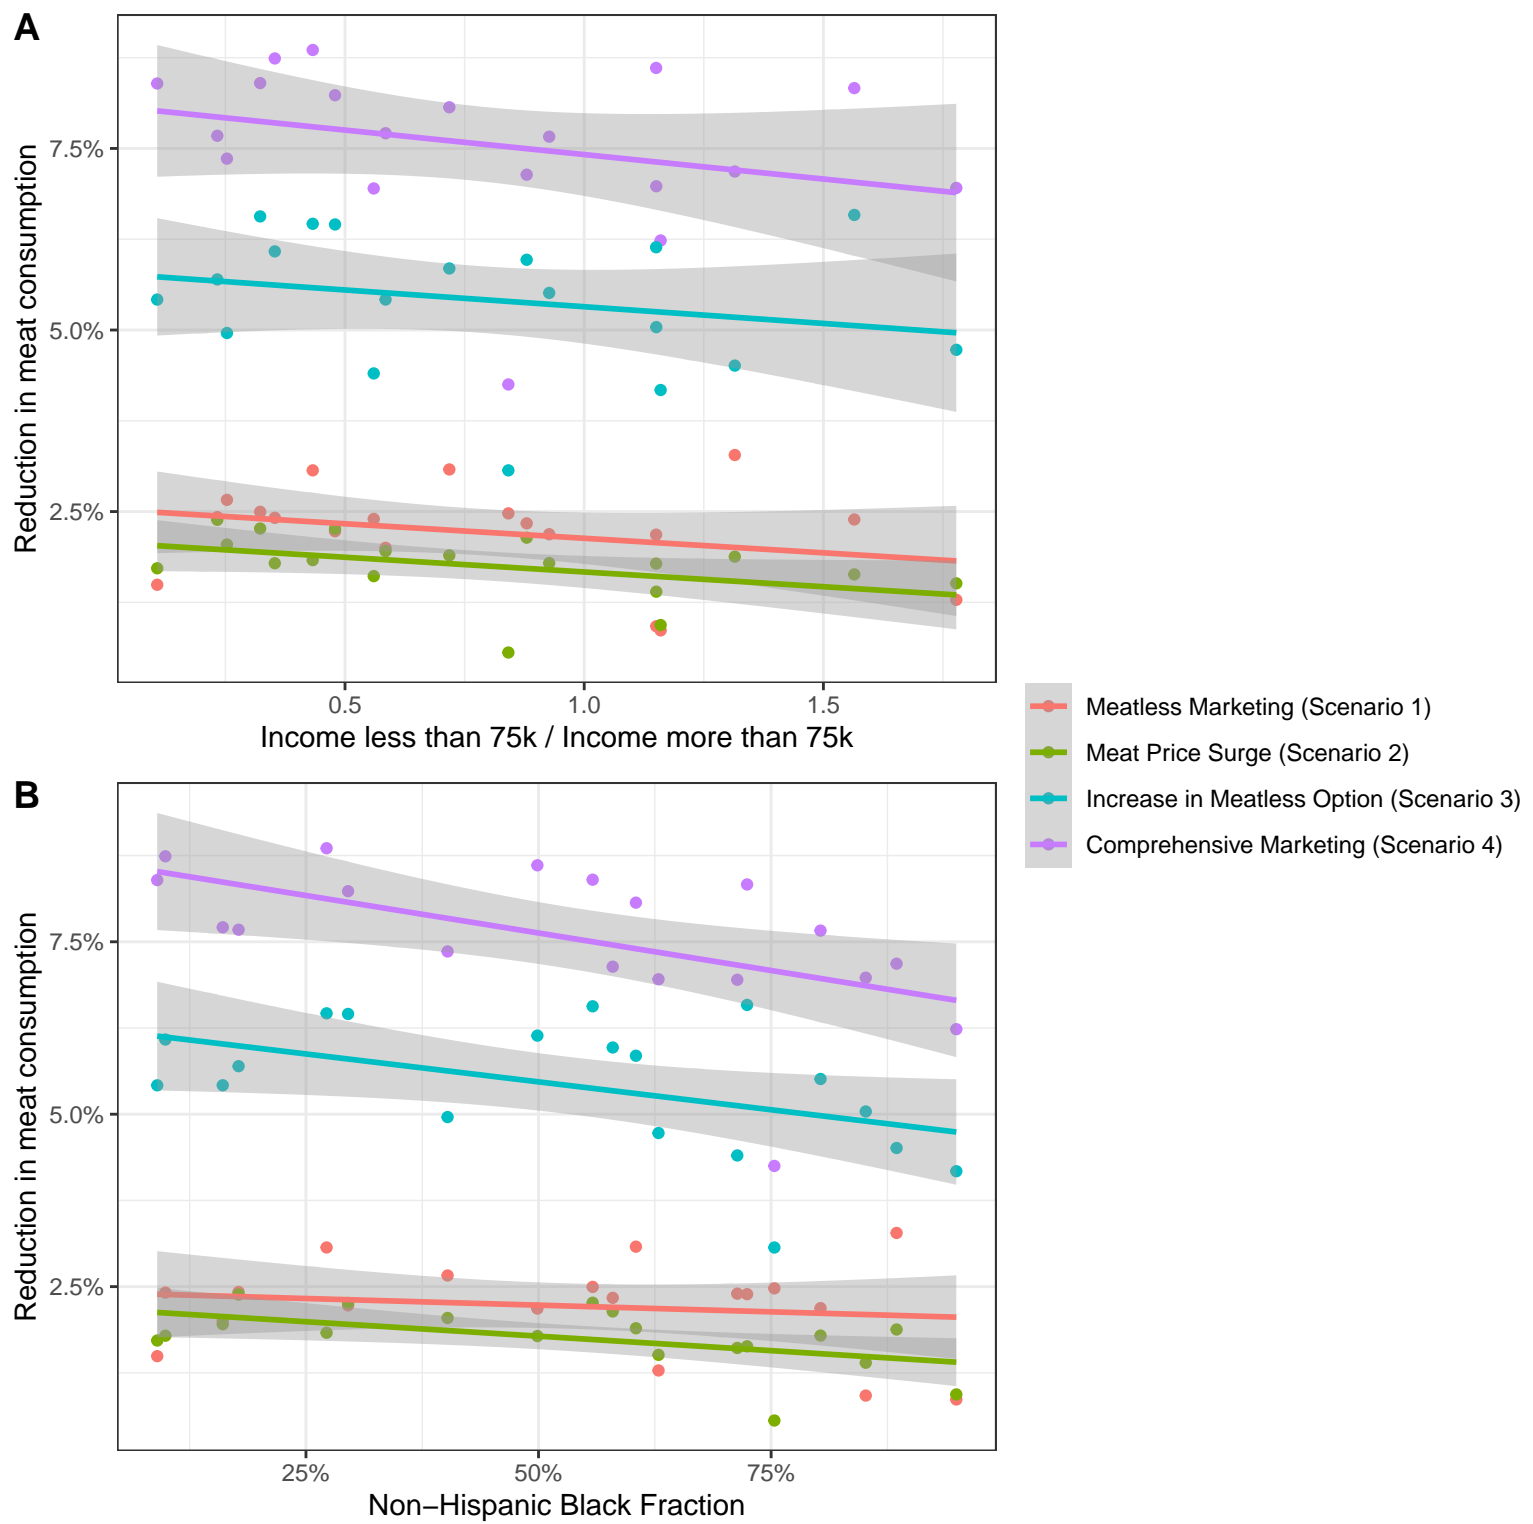 A
Reduction in meat consumption
7.5%
5.0%
2.5%
0.5 1.0 1.5
Income less than 75k / Income more than 75k
Meatless Marketing (Scenario 1)
Meat Price Surge (Scenario 2)
Increase in Meatless Option (Scenario 3)
Comprehensive Marketing (Scenario 4)
B
Reduction in meat consumption
7.5%
5.0%
2.5%
25% 50% 75%
Non−Hispanic Black Fraction